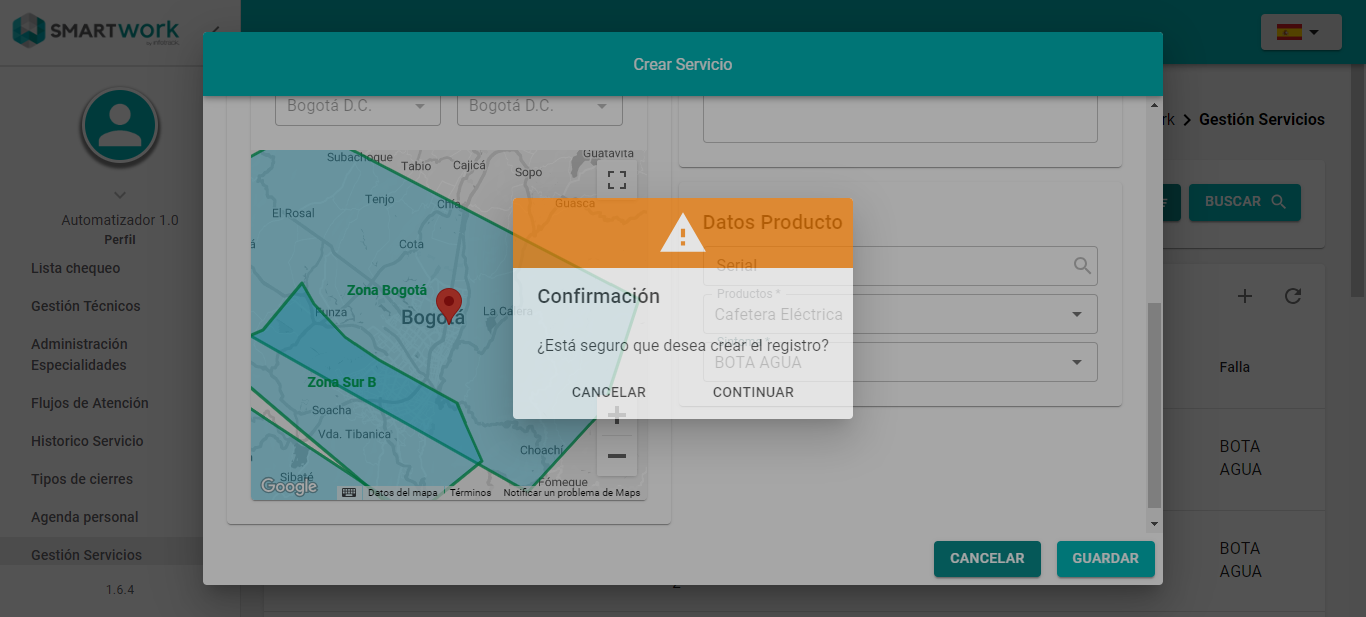 SMARTWORK
by infotrack
Crear Servicio
Gestión Servicios
BUSCAR
Automatizador 1.0
Perfil
Lista chequeo
Gestión Técnicos
Administración
Especialidades
Flujos de Atención
Historico Servicio
Tipos de cierres
Agenda personal
Gestión Servicios
1.6.4
Bogotá D.C.
Bogotá D.C.
Subachoque
Tabio
Cajicá
Guatavita
Sopo
Tenjo
Chía
Guasca
El Rosal
Cota
Zona Bogotá
Funza
Bogotá
La Calera
Zona Sur B
Soacha
Vda. Tibanica
Choachí
Sibaté
Fómeque
Google
Datos del mapa
Términos
Notificar un problema de Maps
Datos Producto
Serial
Productos *
Cafetera Eléctrica
BOTA AGUA
Confirmación
¿Está seguro que desea crear el registro?
CANCELAR
CONTINUAR
CANCELAR
GUARDAR
Falla
BOTA
AGUA
BOTA
AGUA